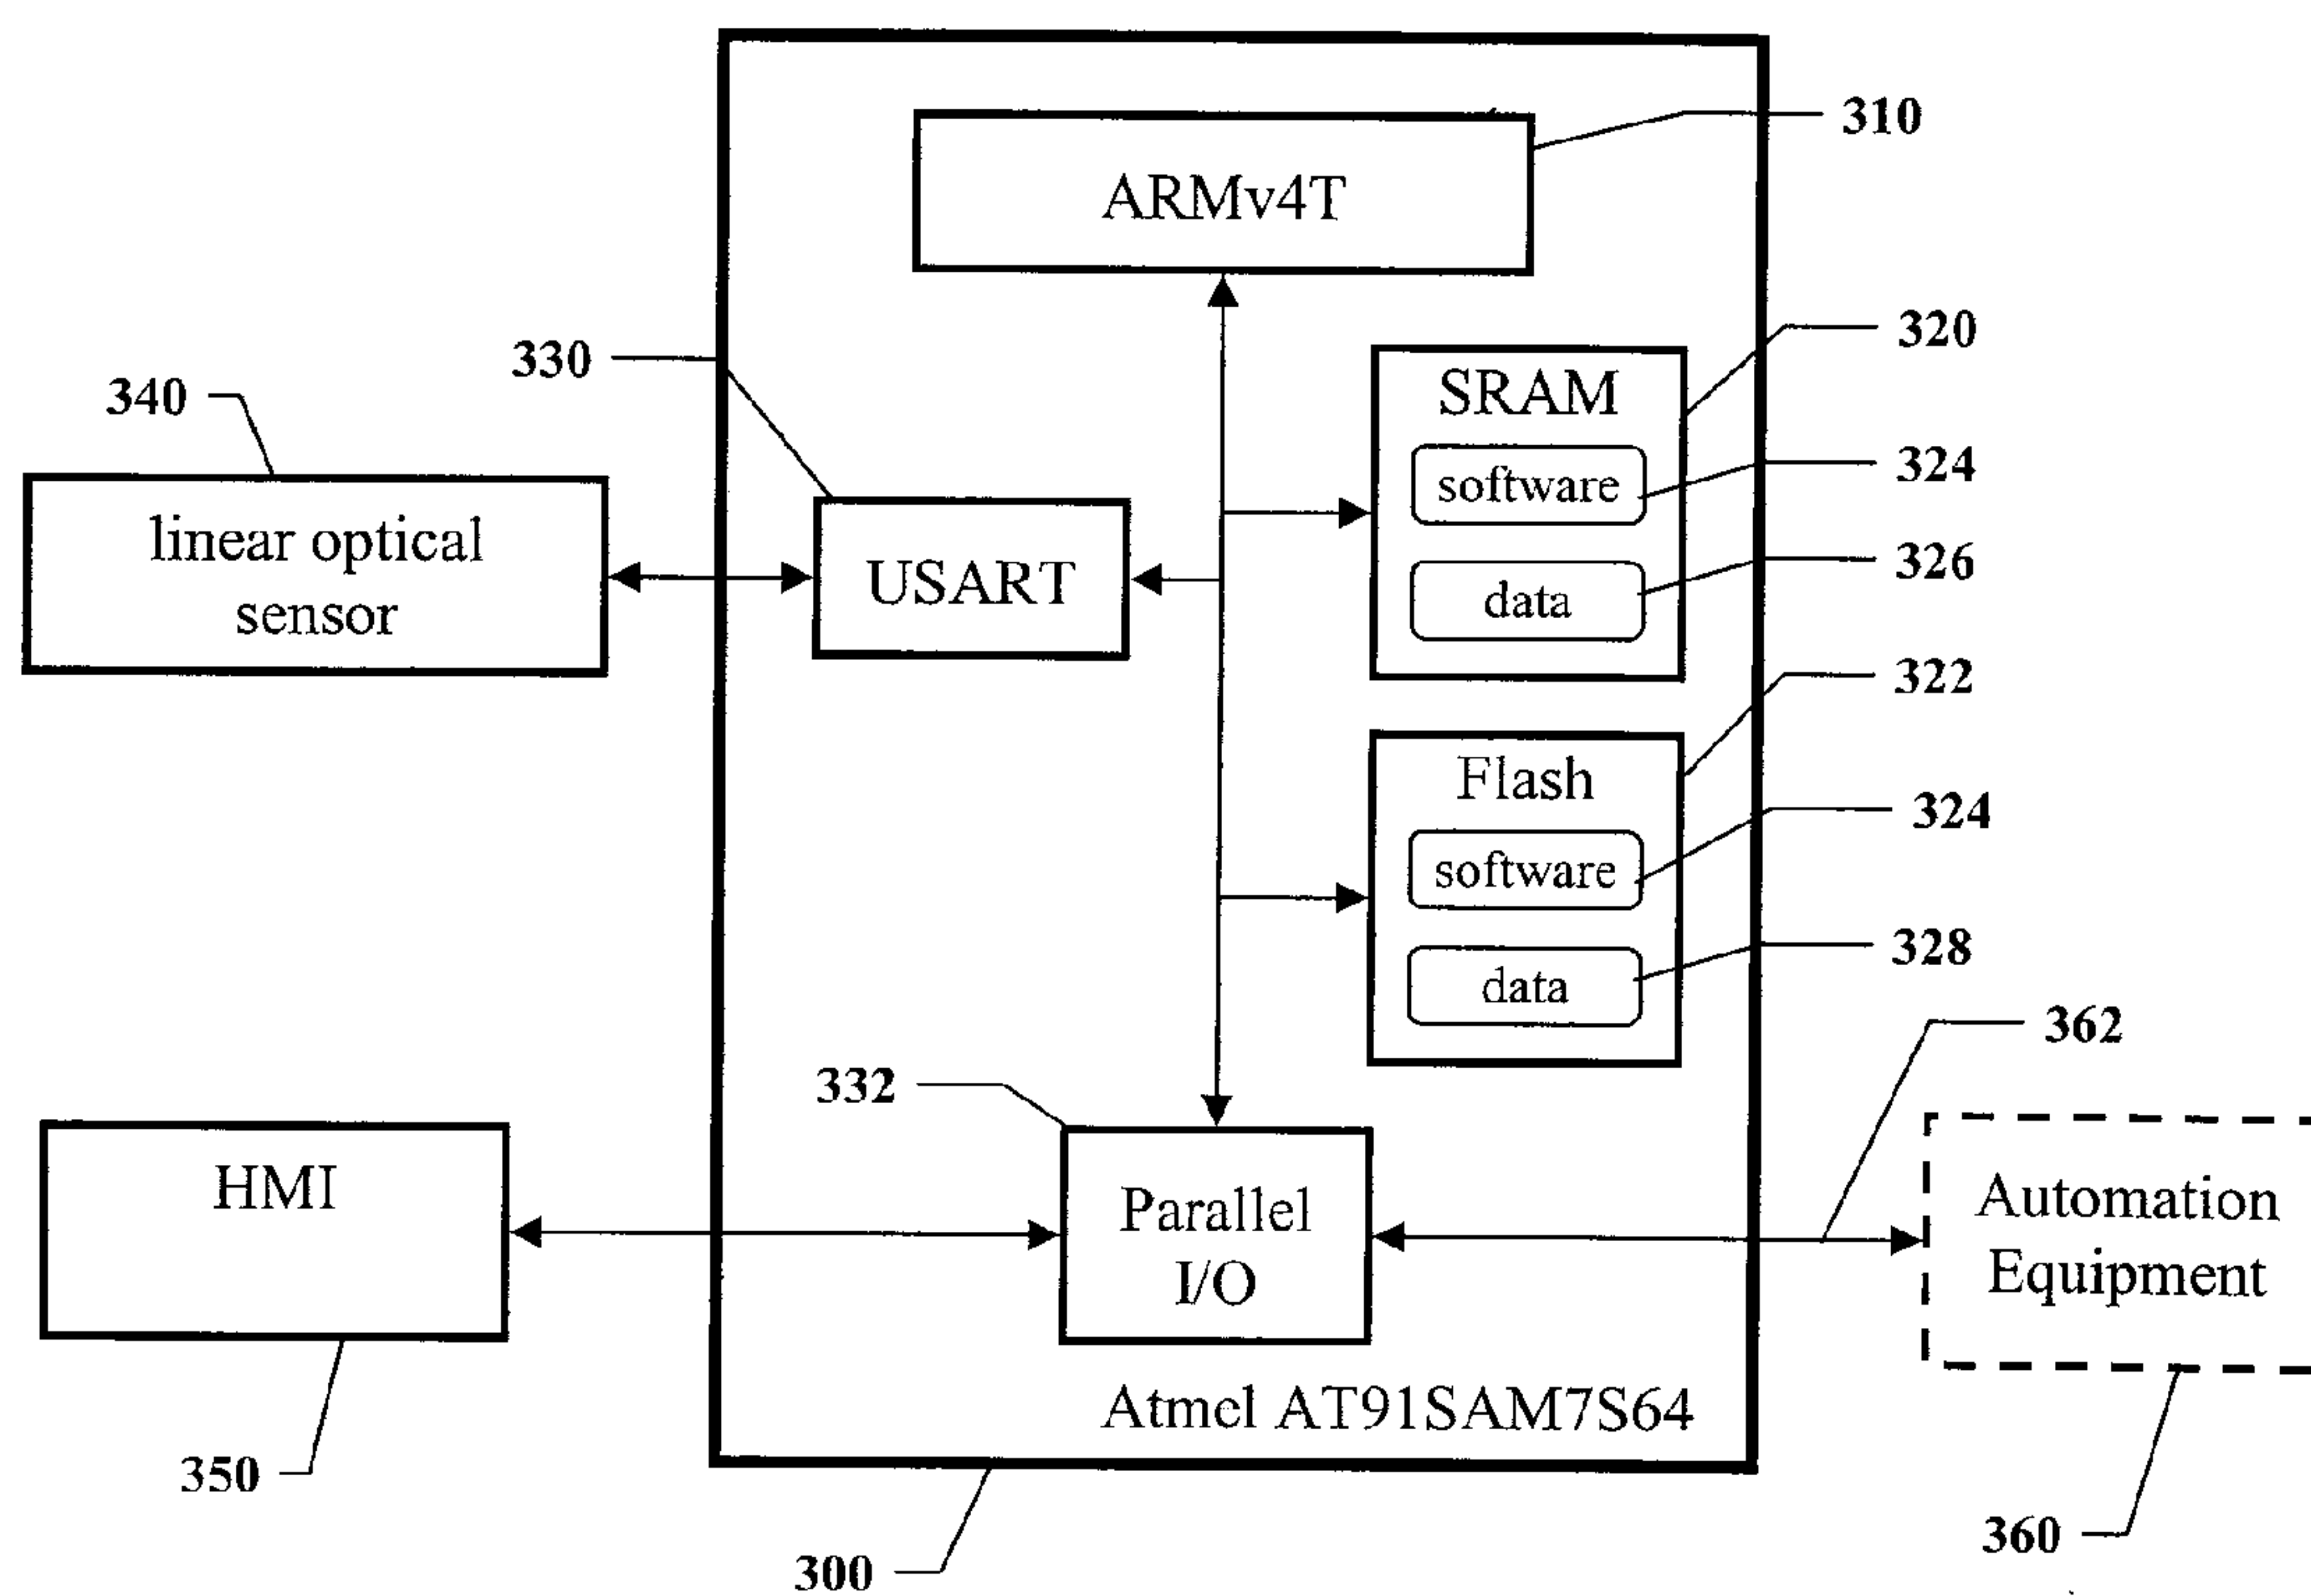 310
ARMv4T
320
330
340
SRAM
software
324
linear optical
sensor
USART
data
326
322
Flash
software
324
data
328
362
332
HMI
Parallel
I/O
Automation
Equipment
Atmel AT91SAM7S64
350
360
300